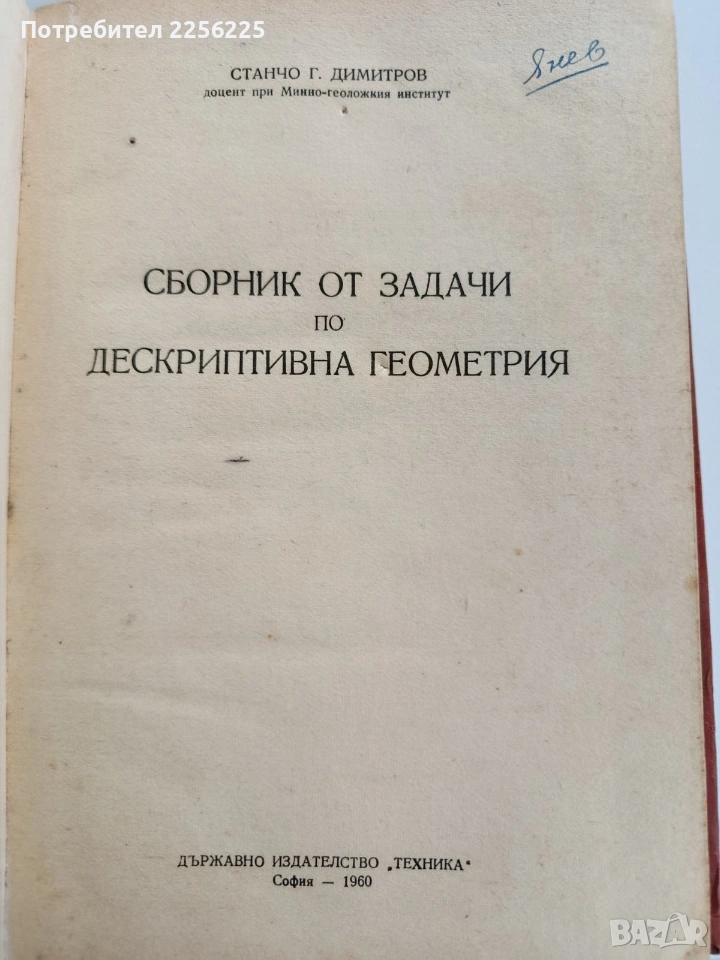 Потребител 2256225
Янев
СТАНЧО Г. ДИМИТРОВ
доцент при Минно-геоложкия институт
СБОРНИК ОТ ЗАДАЧИ
ПО
ДЕСКРИПТИВНА ГЕОМЕТРИЯ
ДЪРЖАВНО ИЗДАТЕЛСТВО „ТЕХНИКА“
София — 1960
BAZAR